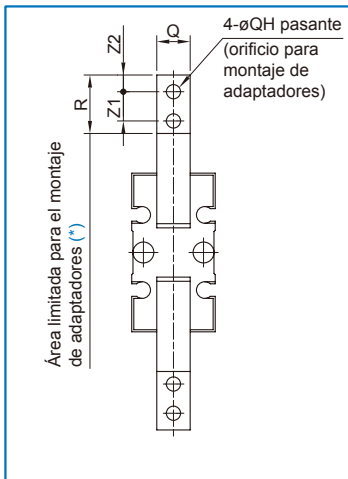 Q
4-øQH pasante
(orificio para
montaje de
adaptadores)
Z2
R
Z1
Área limitada para el montaje
de adaptadores (*)